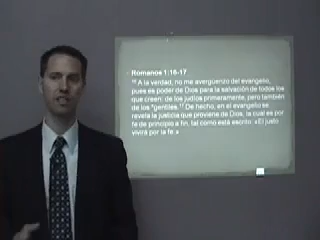 Romanos 1:16-17
16 A la verdad, no me avergüenzo del evangelio,
pues es poder de Dios para la salvación de todos los
que creen: de los judíos primeramente, pero también
de los "gentiles. 17 De hecho, en el evangelio se
revela la justicia que proviene de Dios, la cual es por
fe de principio a fin, tal como está escrito: «El justo
vivirá por la fe.»